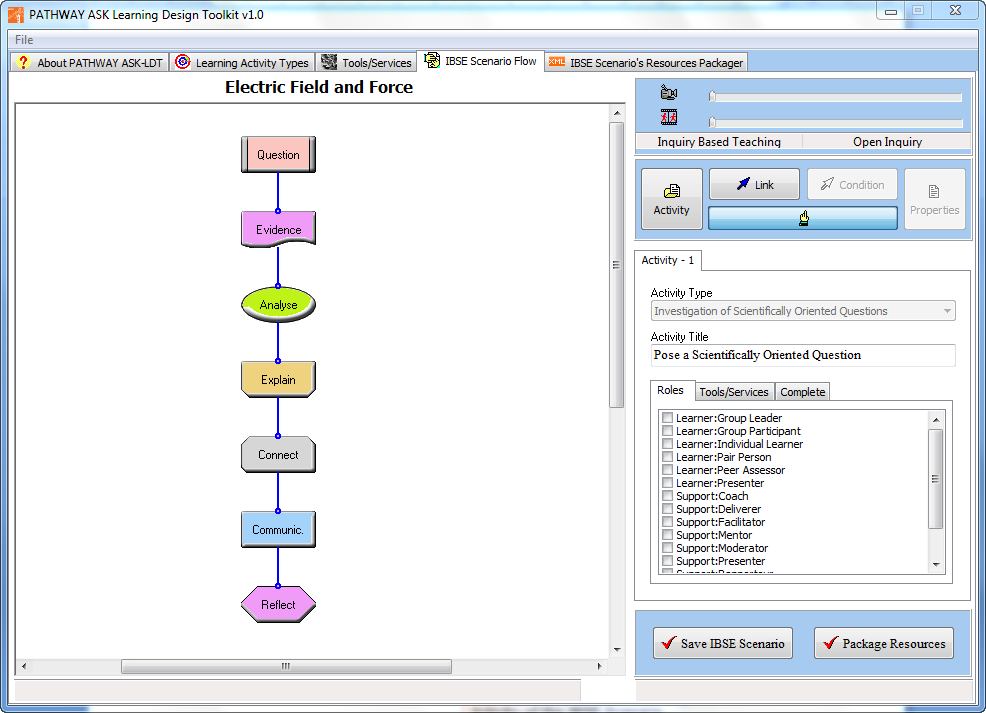 PATHWAY ASK Learning Design Toolkit v1.0
File
About PATHWAY ASK-LDT
Learning Activity Types
Tools/Services
IBSE Scenario Flow
XML
IBSE Scenario's Resources Packager
Electric Field and Force
Question
Evidence
Analyse
Explain
Connect
Communic.
Reflect
Inquiry Based Teaching
Open Inquiry
Activity
Link
Condition
Properties
Activity - 1
Activity Type
Investigation of Scientifically Oriented Questions
Activity Title
Pose a Scientifically Oriented Question
Roles
Tools/Services
Complete
Learner:Group Leader
Learner:Group Participant
Learner:Individual Learner
Learner:Pair Person
Learner:Peer Assessor
Learner:Presenter
Support:Coach
Support:Deliverer
Support:Facilitator
Support:Mentor
Support:Moderator
Support:Presenter
Save IBSE Scenario
Package Resources